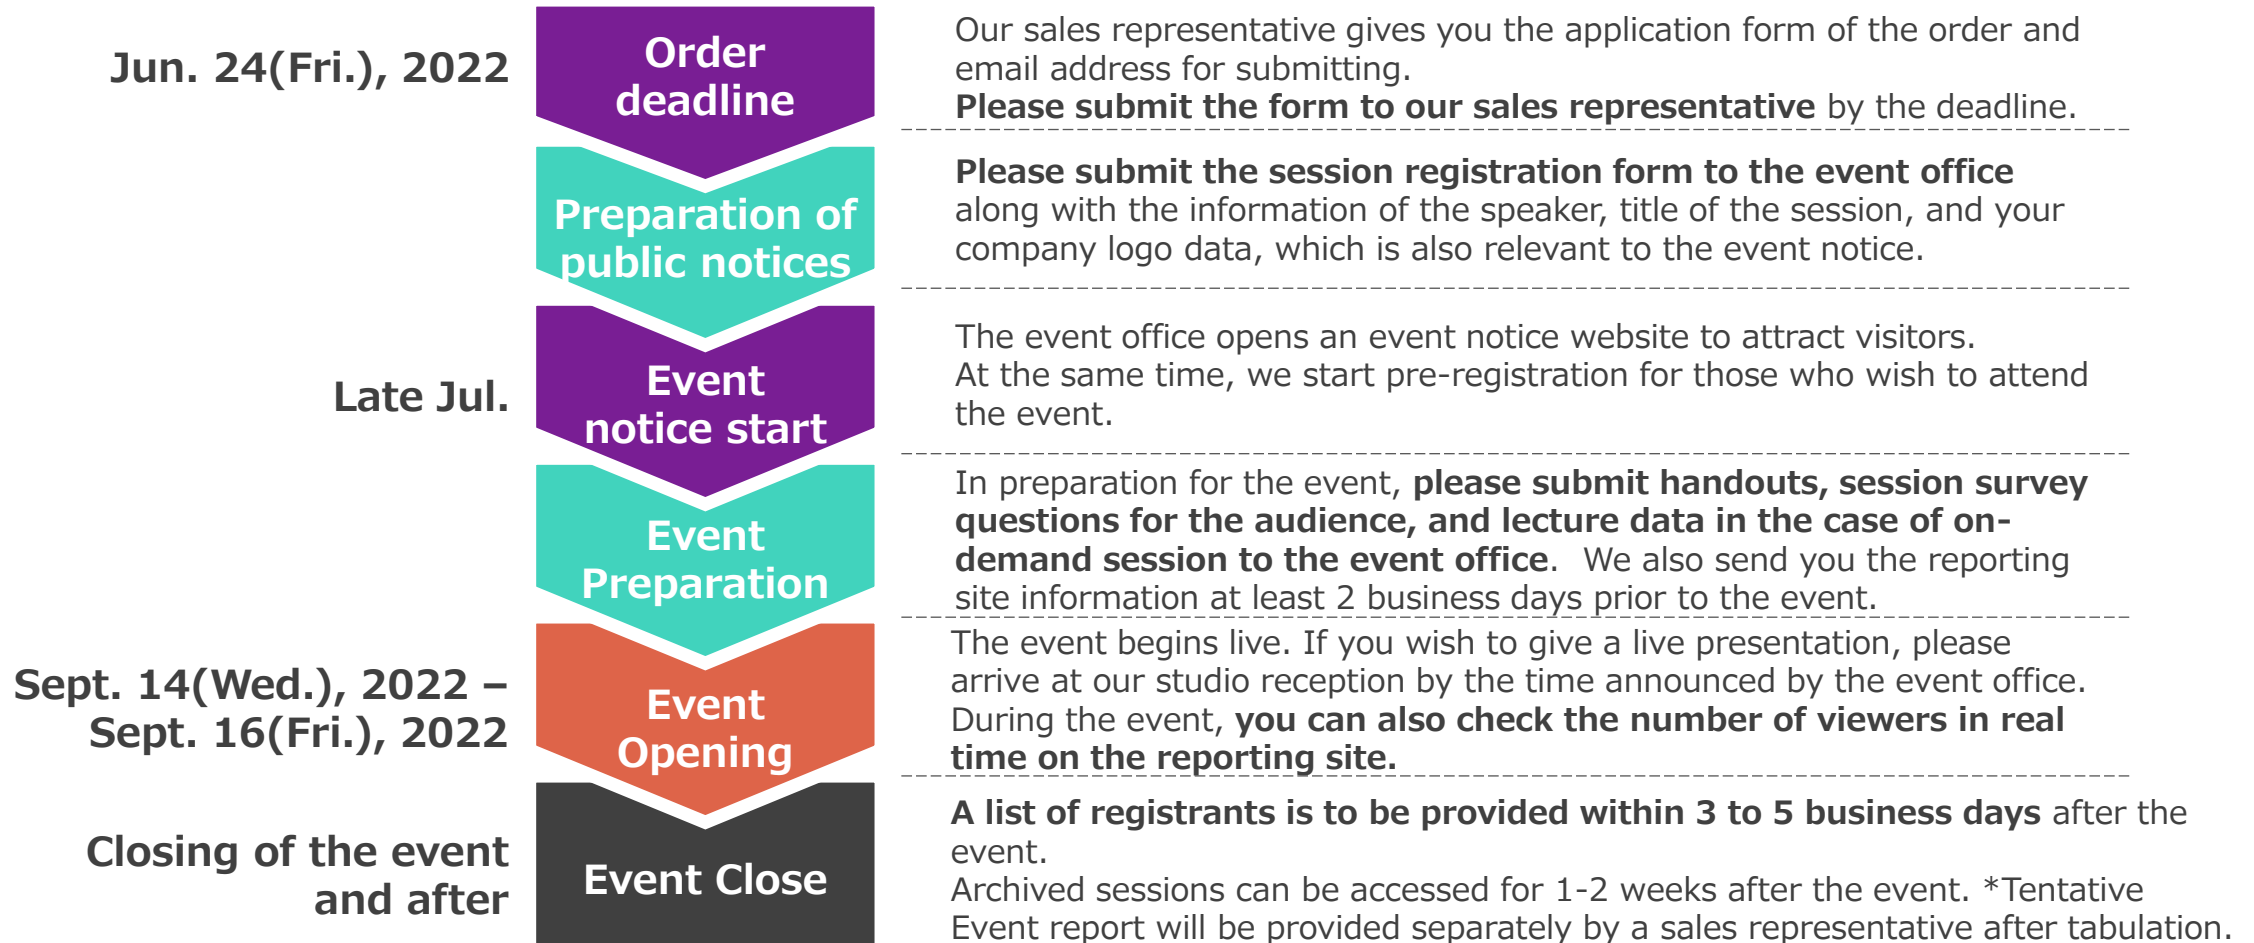 Jun. 24(Fri.), 2022
Order
deadline
Our sales representative gives you the application form of the order and
email address for submitting.
Please submit the form to our sales representative by the deadline.
Preparation of
public notices
Please submit the session registration form to the event office
along with the information of the speaker, title of the session, and your
company logo data, which is also relevant to the event notice.
Late Jul.
Event
notice start
The event office opens an event notice website to attract visitors.
At the same time, we start pre-registration for those who wish to attend
the event.
Event
Preparation
In preparation for the event, please submit handouts, session survey
questions for the audience, and lecture data in the case of on-
demand session to the event office.  We also send you the reporting
site information at least 2 business days prior to the event.
Sept. 14(Wed.), 2022 –
Sept. 16(Fri.), 2022
Event
Opening
The event begins live. If you wish to give a live presentation, please
arrive at our studio reception by the time announced by the event office.
During the event, you can also check the number of viewers in real
time on the reporting site.
Closing of the event
and after
Event Close
A list of registrants is to be provided within 3 to 5 business days after the
event.
Archived sessions can be accessed for 1-2 weeks after the event. *Tentative
Event report will be provided separately by a sales representative after tabulation.